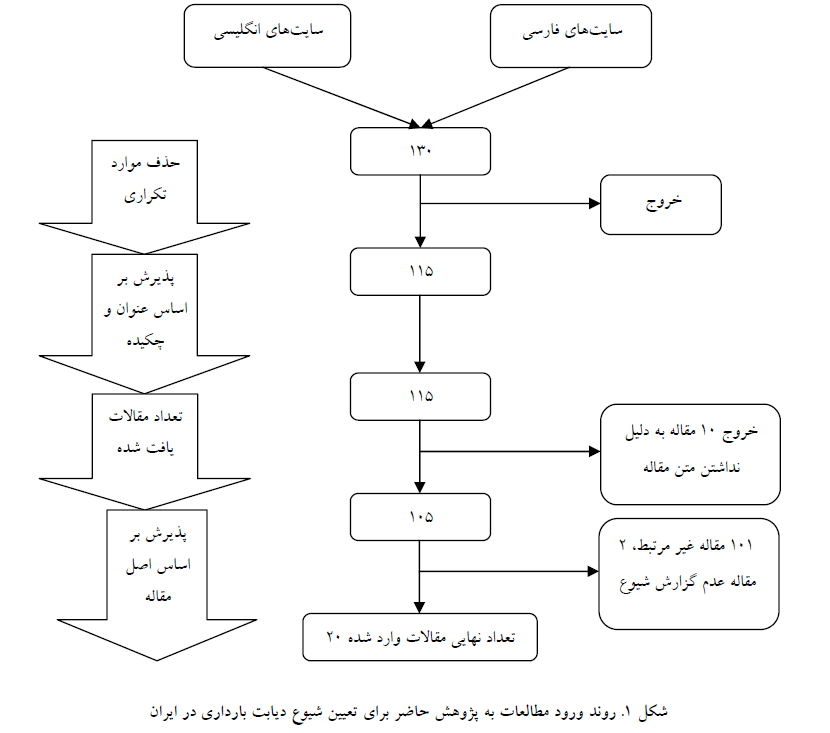 سایت‌های فارسی
سایت‌های انگلیسی
۱۳۰
حذف موارد
تکراری
خروج
۱۱۵
پذیرش بر
اساس عنوان و
چکیده
۱۱۵
تعداد مقالات
یافت شده
خروج ۱۰ مقاله به دلیل
نداشتن متن مقاله
۱۰۵
پذیرش بر
اساس اصل
مقاله
۱۰۱ مقاله غیر مرتبط، ۲
مقاله عدم گزارش شیوع
تعداد نهایی مقالات وارد شده ۲۰
شکل ۱. روند ورود مطالعات به پژوهش حاضر برای تعیین شیوع دیابت بارداری در ایران